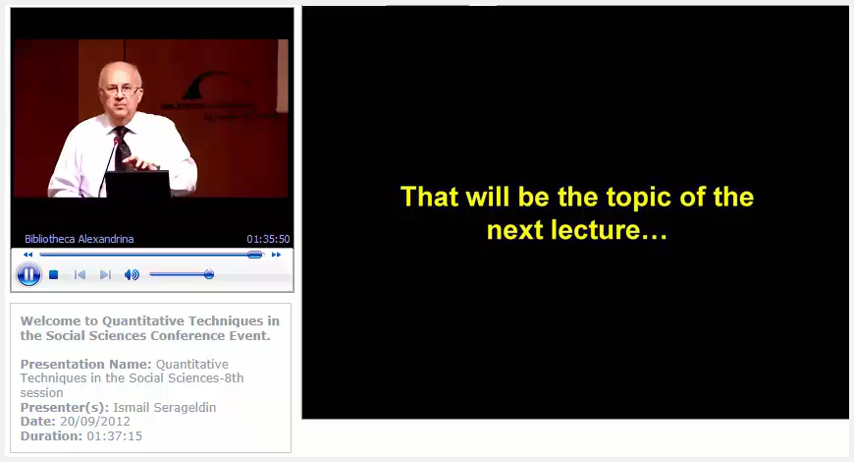 Bibliotheca Alexandrina 01:35:50
Welcome to Quantitative Techniques in
the Social Sciences Conference Event.
Presentation Name: Quantitative
Techniques in the Social Sciences-8th
session
Presenter(s): Ismail Serageldin
Date: 20/09/2012
Duration: 01:37:15
That will be the topic of the
next lecture…